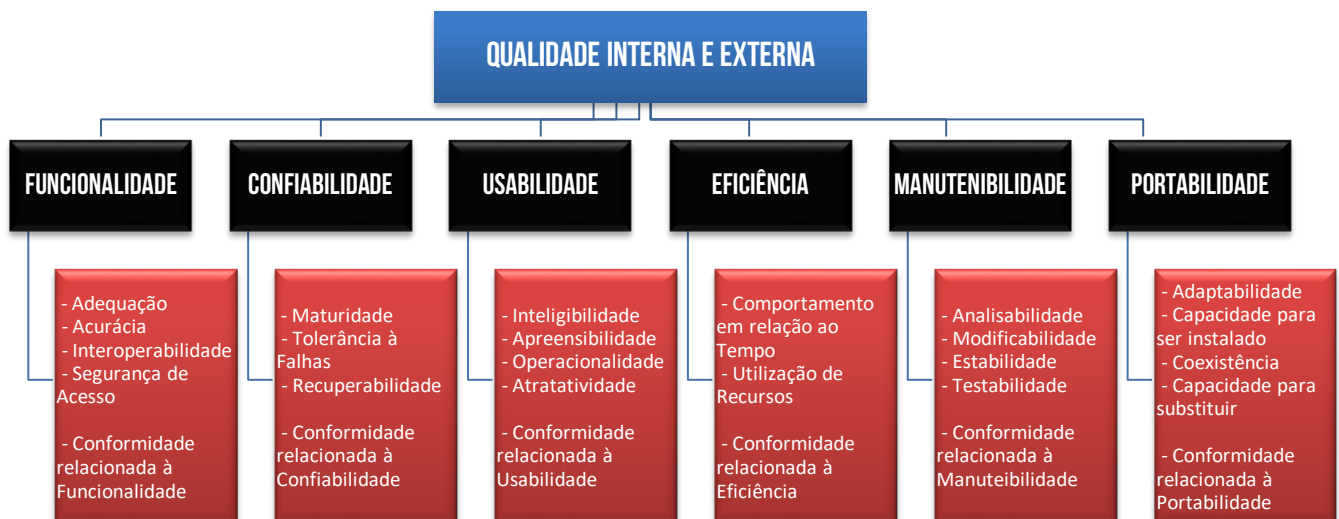 QUALIDADE INTERNA E EXTERNA
FUNCIONALIDADE
CONFIABILIDADE
USABILIDADE
EFICIÊNCIA
MANUTENIBILIDADE
PORTABILIDADE
- Adequação
- Acurácia
- Interoperabilidade
- Segurança de
Acesso
- Conformidade
relacionada à
Funcionalidade
- Maturidade
- Tolerância à
Falhas
- Recuperabilidade
- Conformidade
relacionada à
Confiabilidade
- Inteligibilidade
- Apreensibilidade
- Operacionalidade
- Atratatividade
- Conformidade
relacionada à
Usabilidade
- Comportamento
em relação ao
Tempo
- Utilização de
Recursos
- Conformidade
relacionada à
Eficiência
- Analisabilidade
- Modificabilidade
- Estabilidade
- Testabilidade
- Conformidade
relacionada à
Manuteibilidade
- Adaptabilidade
- Capacidade para
ser instalado
- Coexistência
- Capacidade para
substituir
- Conformidade
relacionada à
Portabilidade